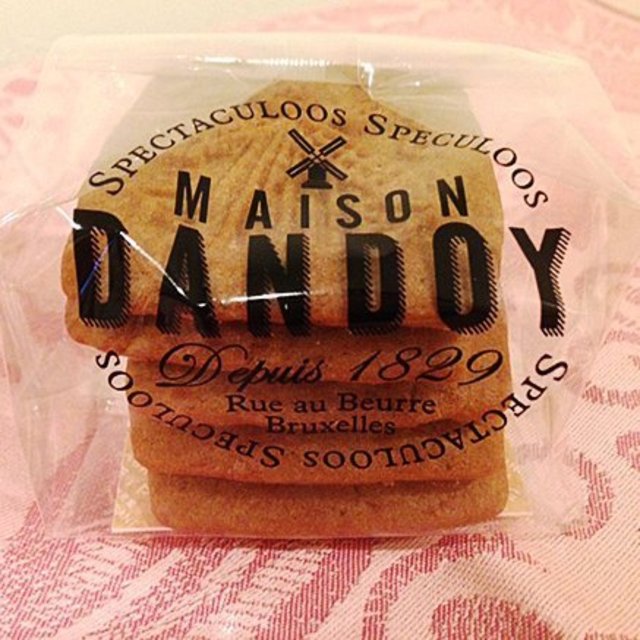 Spectaculoos Speculoos
MAISON
DANDOY
Depuis 1829
Rue au Beurre
Bruxelles
Spectaculoos Speculoos